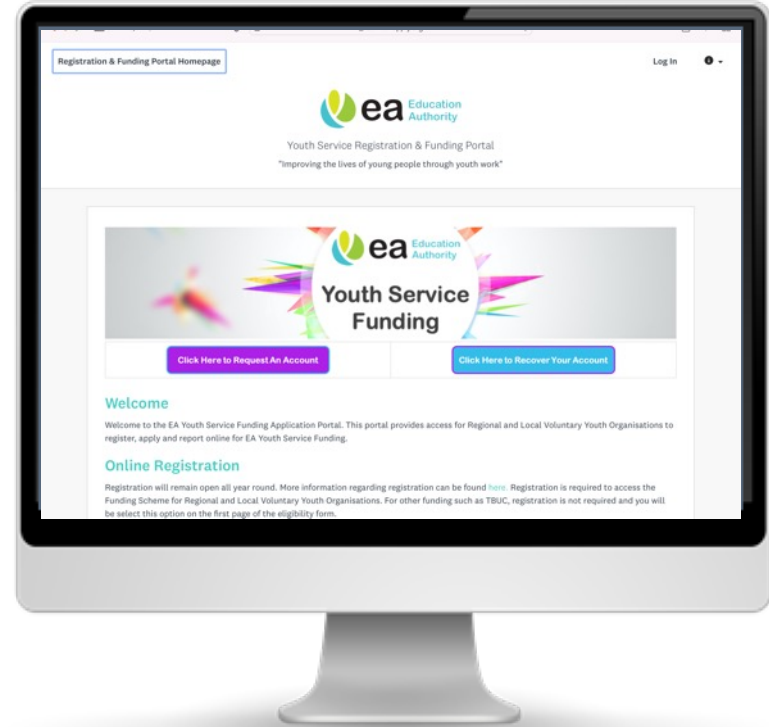 Registration & Funding Portal Homepage
Log In
ea Education Authority
Youth Service Registration & Funding Portal
"Improving the lives of young people through youth work"
ea Education Authority
Youth Service
Funding
Click Here to Request An Account
Click Here to Recover Your Account
Welcome
Welcome to the EA Youth Service Funding Application Portal. This portal provides access for Regional and Local Voluntary Youth Organisations to
register, apply and report online for EA Youth Service Funding.
Online Registration
Registration will remain open all year round. More information regarding registration can be found here. Registration is required to access the
Funding Scheme for Regional and Local Voluntary Youth Organisations. For other funding such as TBUC, registration is not required and you will
be select this option on the first page of the eligibility form.